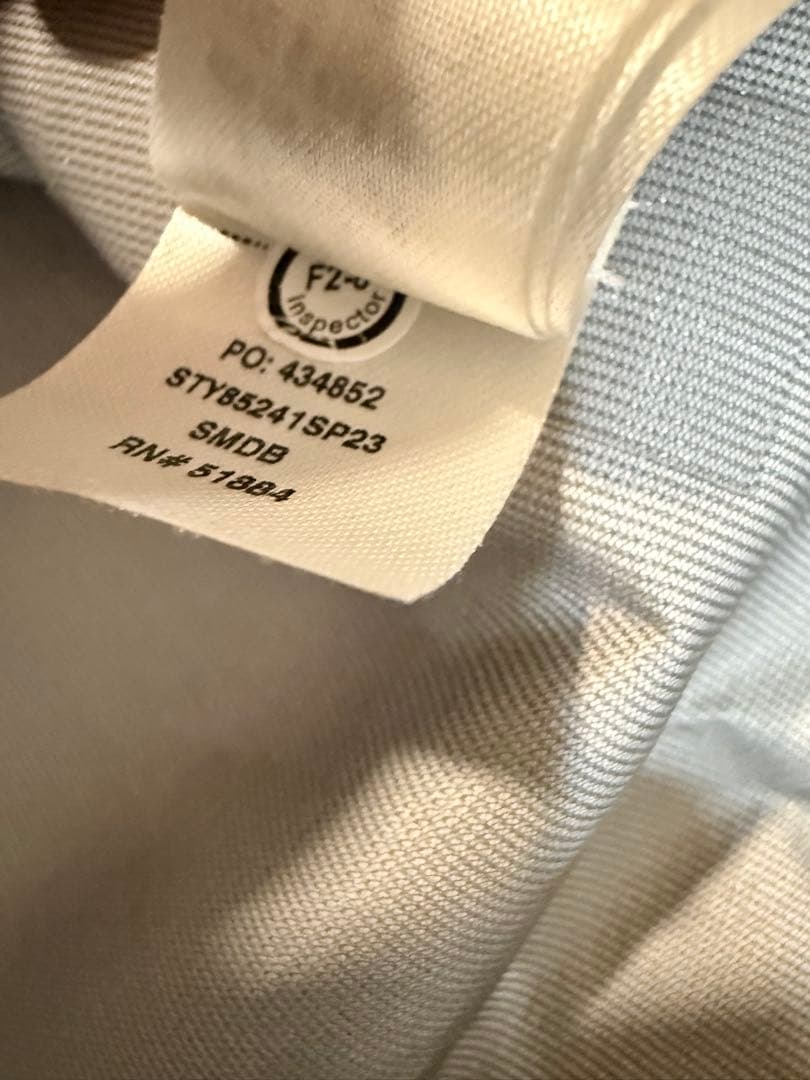 Inspector
PO: 434852
STY85241SP23
SMDB
RN# 51884